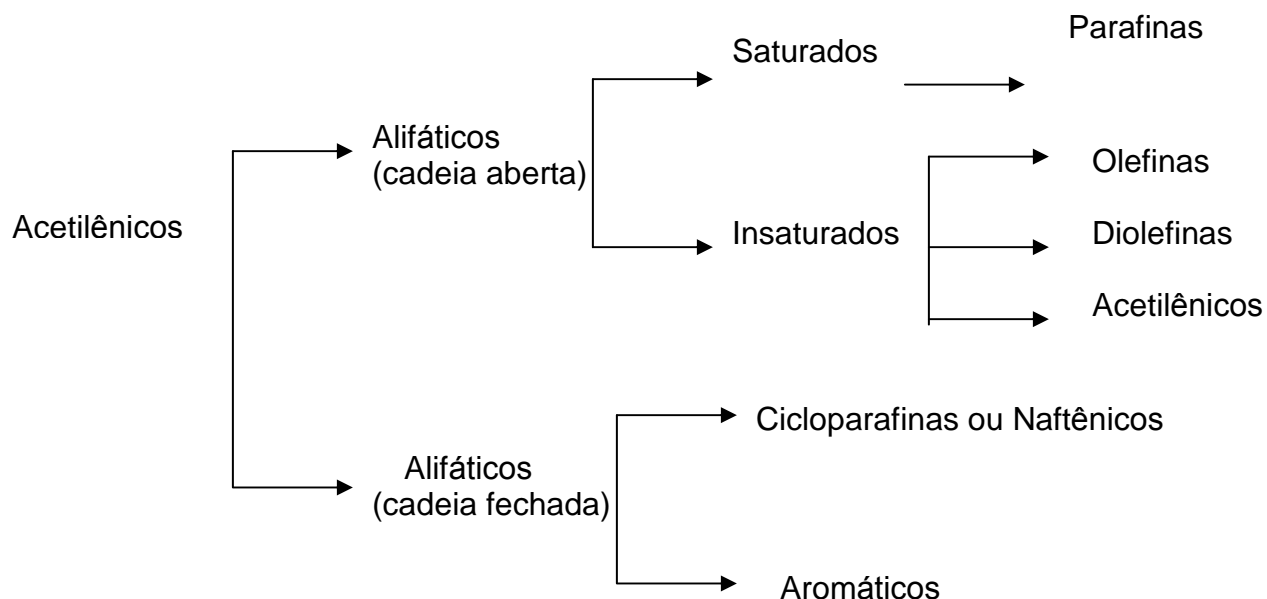 Parafinas
Saturados
Alifáticos
(cadeia aberta)
Olefinas
Acetilênicos
Insaturados
Diolefinas
Acetilênicos
Cicloparafinas ou Naftênicos
Alifáticos
(cadeia fechada)
Aromáticos